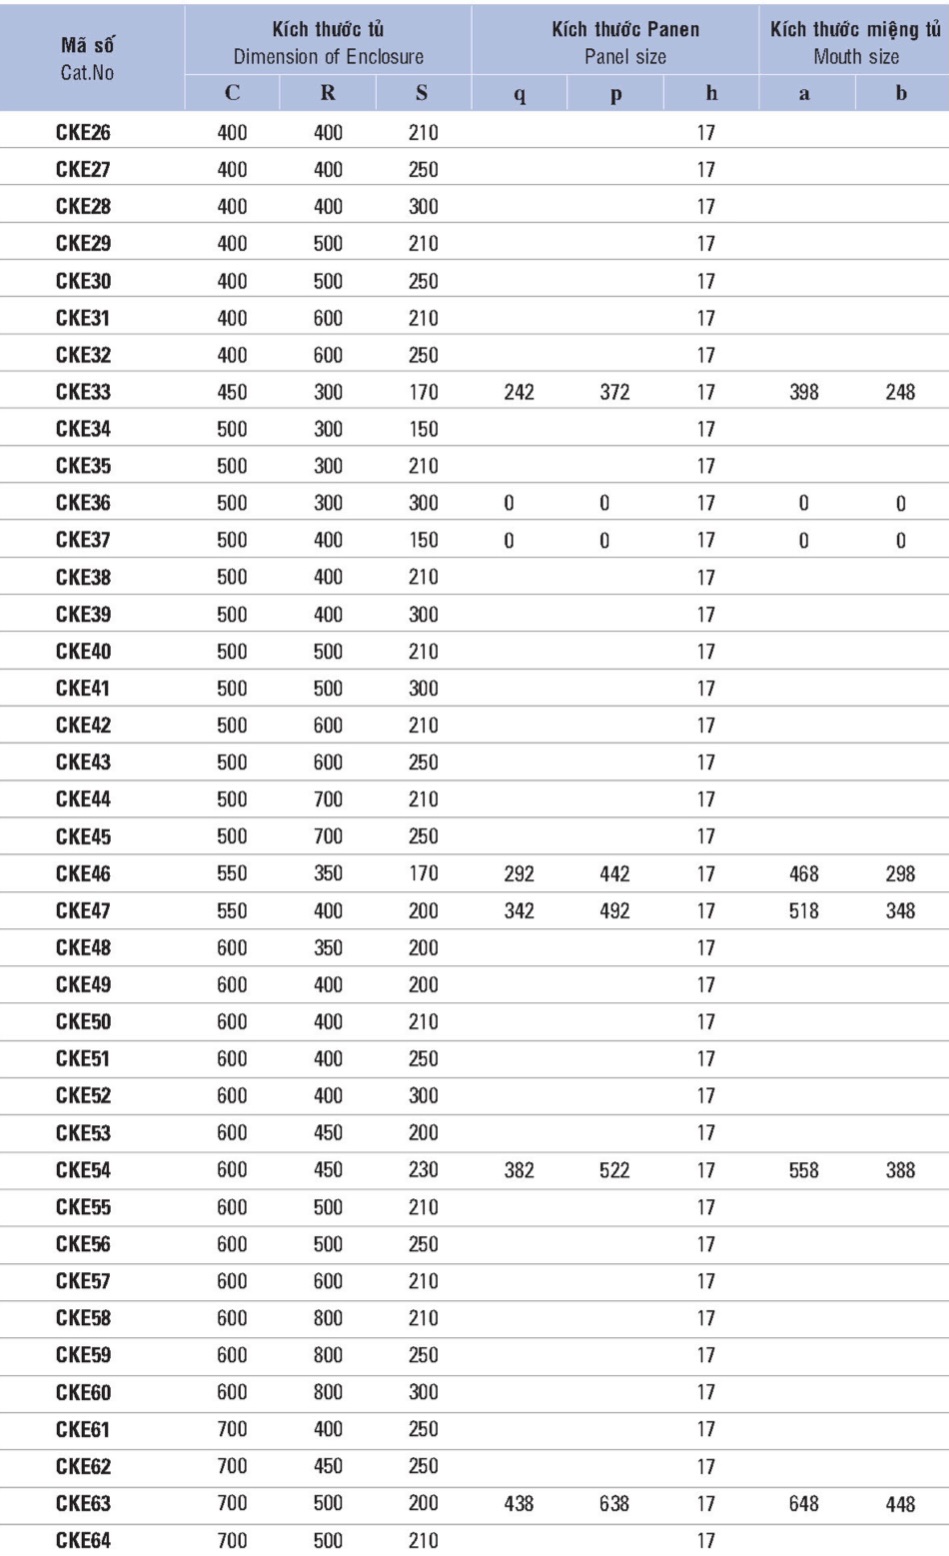 Mã số Kích thước tủ Kích thước Panen Kích thước miệng tủ
Cat.No Dimension of Enclosure Panel size Mouth size
C R S q p h a b
CKE26 400 400 210 17
CKE27 400 400 250 17
CKE28 400 400 300 17
CKE29 400 500 210 17
CKE30 400 500 250 17
CKE31 400 600 210 17
CKE32 400 600 250 17
CKE33 450 300 170 242 372 17 398 248
CKE34 500 300 150 17
CKE35 500 300 210 17
CKE36 500 300 300 0 0 17 0 0
CKE37 500 400 150 0 0 17 0 0
CKE38 500 400 210 17
CKE39 500 400 300 17
CKE40 500 500 210 17
CKE41 500 500 300 17
CKE42 500 600 210 17
CKE43 500 600 250 17
CKE44 500 700 210 17
CKE45 500 700 250 17
CKE46 550 350 170 292 442 17 468 298
CKE47 550 400 200 342 492 17 518 348
CKE48 600 350 200 17
CKE49 600 400 200 17
CKE50 600 400 210 17
CKE51 600 400 250 17
CKE52 600 400 300 17
CKE53 600 450 200 17
CKE54 600 450 230 382 522 17 558 388
CKE55 600 500 210 17
CKE56 600 500 250 17
CKE57 600 600 210 17
CKE58 600 800 210 17
CKE59 600 800 250 17
CKE60 600 800 300 17
CKE61 700 400 250 17
CKE62 700 450 250 17
CKE63 700 500 200 438 638 17 648 448
CKE64 700 500 210 17